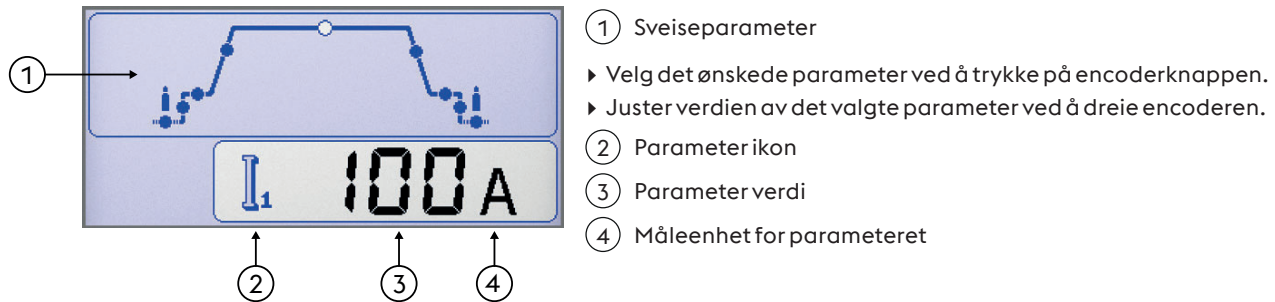 1 Sveiseparameter
▸ Velg det ønskede parameter ved å trykke på encoderknappen.
▸ Juster verdien av det valgte parameter ved å dreie encoderen.
2 Parameter ikon
3 Parameter verdi
4 Måleenhet for parameteret
1
I1 100 A
2 3 4